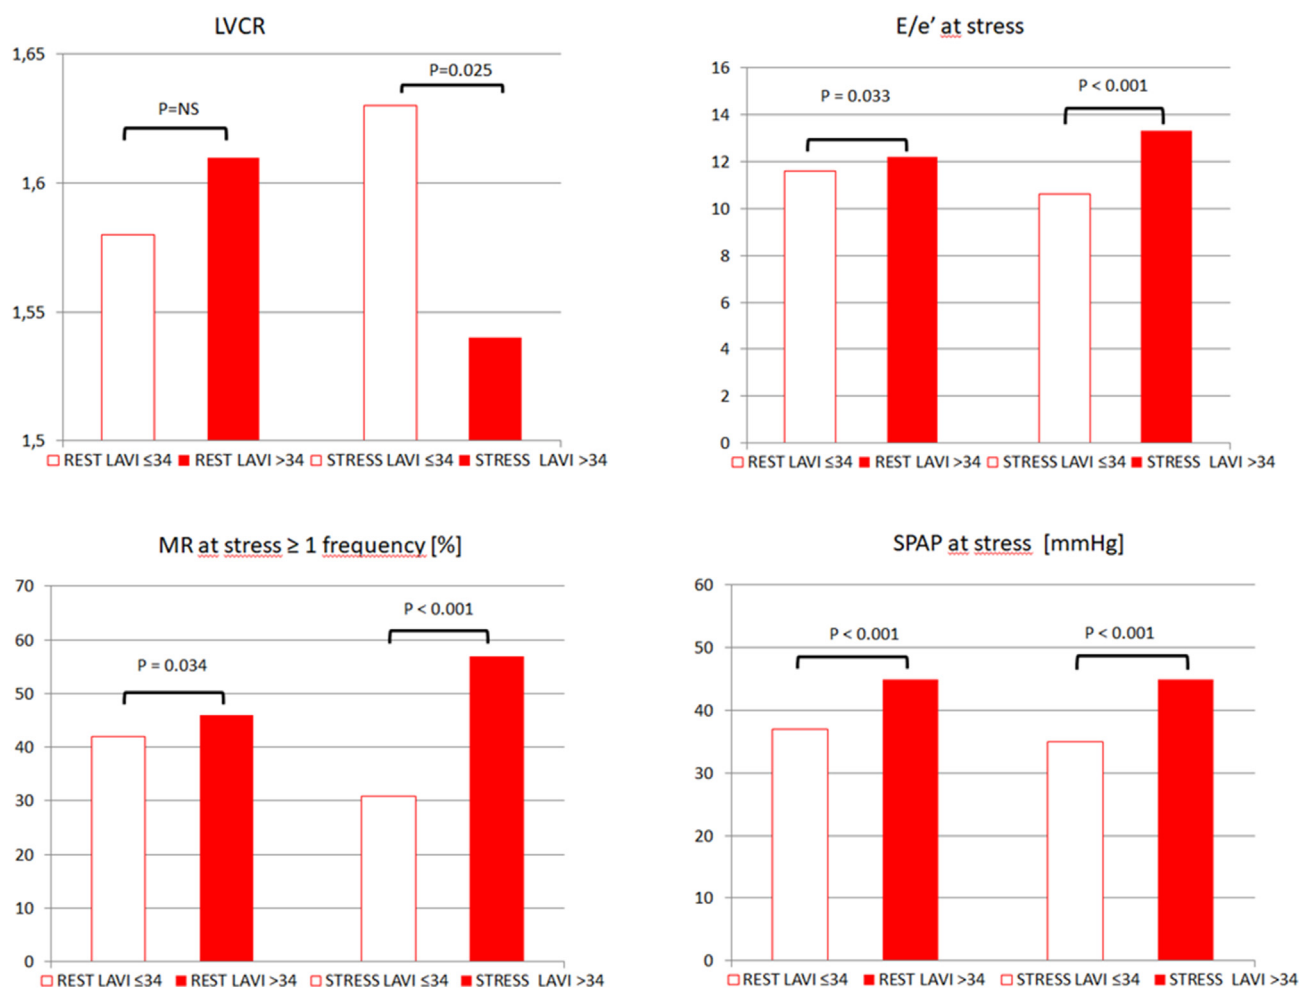 LVCR
1,65
1,6
1,55
1,5
P=NS
P=0.025
REST LAVI ≤34 REST LAVI >34 STRESS LAVI ≤34 STRESS LAVI >34
E/e’ at stress
16
14
12
10
8
6
4
2
0
P = 0.033
P < 0.001
REST LAVI ≤34 REST LAVI >34 STRESS LAVI ≤34 STRESS LAVI >34
MR at stress ≥ 1 frequency [%]
70
60
50
40
30
20
10
0
P = 0.034
P < 0.001
REST LAVI ≤34 REST LAVI >34 STRESS LAVI ≤34 STRESS LAVI >34
SPAP at stress [mmHg]
60
50
40
30
20
10
0
P < 0.001
P < 0.001
REST LAVI ≤34 REST LAVI >34 STRESS LAVI ≤34 STRESS LAVI >34